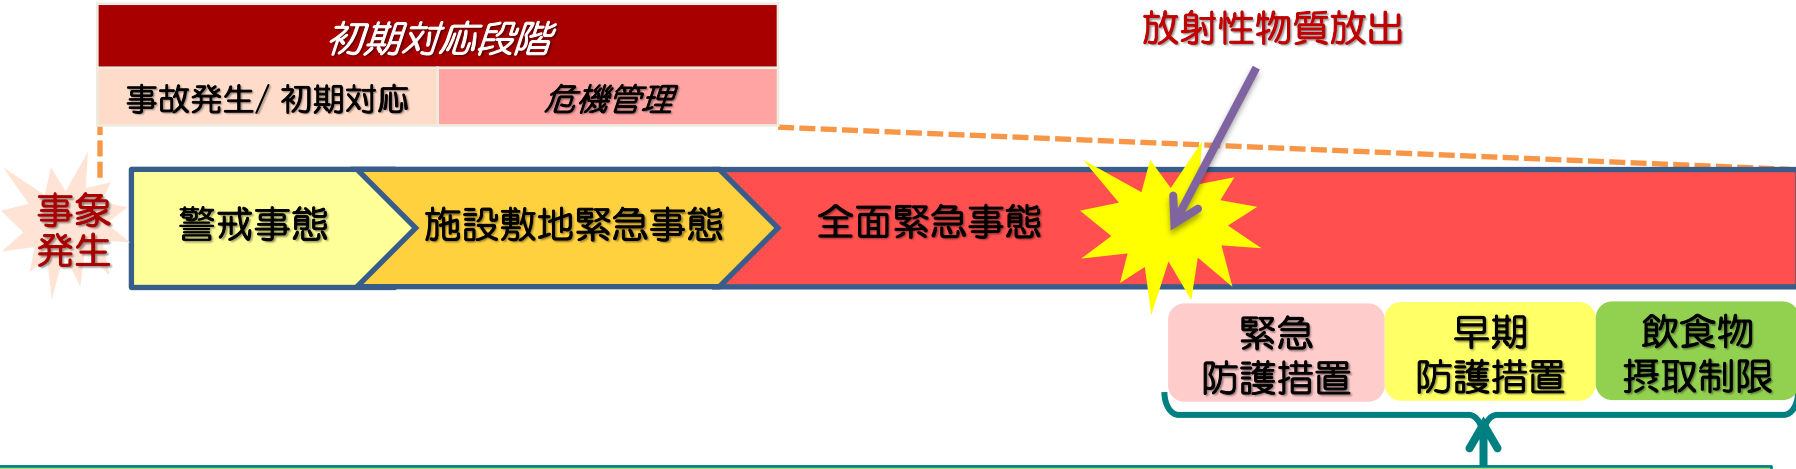 初期対応段階
放射性物質放出
事故発生/ 初期対応
危機管理
事象
発生
警戒事態
施設敷地緊急事態
全面緊急事態
緊急
防護措置
早期
防護措置
飲食物
摂取制限